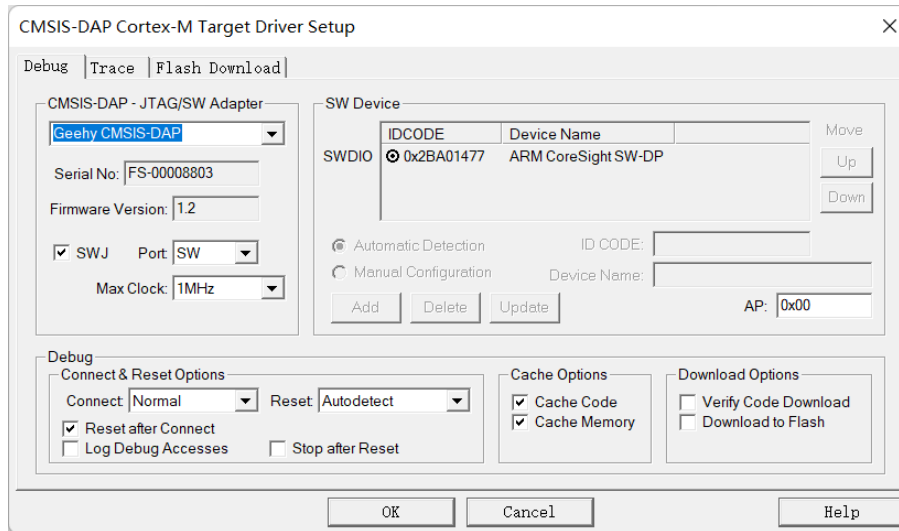 CMSIS-DAP Cortex-M Target Driver Setup
Debug Trace Flash Download
CMSIS-DAP - JTAG/SW Adapter
Geehy CMSIS-DAP
Serial No: FS-00008803
Firmware Version: 1.2
SWJ Port: SW
Max Clock: 1MHz
SW Device
IDCODE Device Name
SWDIO 0x2BA01477 ARM CoreSight SW-DP
Move
Up
Down
Automatic Detection ID CODE:
Manual Configuration Device Name:
Add Delete Update AP: 0x00
Debug
Connect & Reset Options
Connect: Normal Reset: Autodetect
Reset after Connect
Log Debug Accesses Stop after Reset
Cache Options
Cache Code
Cache Memory
Download Options
Verify Code Download
Download to Flash
OK Cancel Help